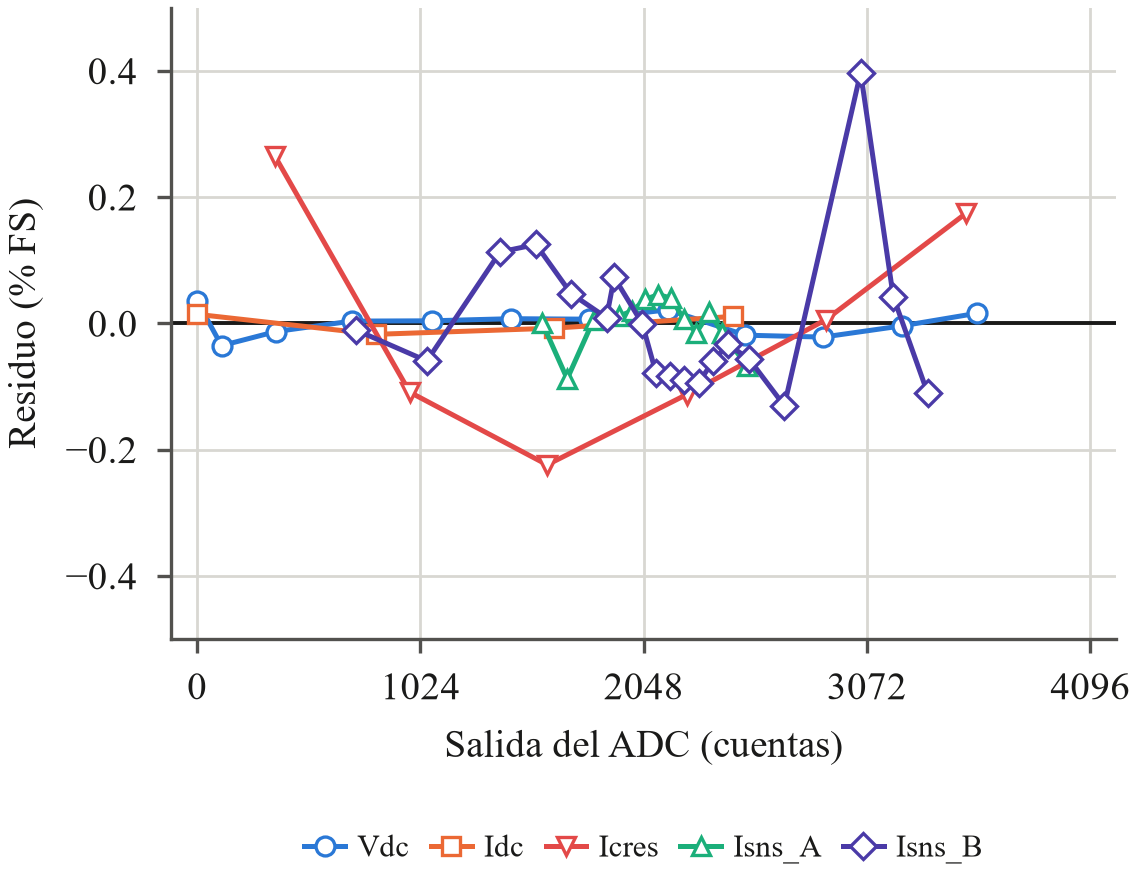 0.4
0.2
0.0
−0.2
−0.4
Residuo (% FS)
0 1024 2048 3072 4096
Salida del ADC (cuentas)
Vdc Idc Icres Isns_A Isns_B